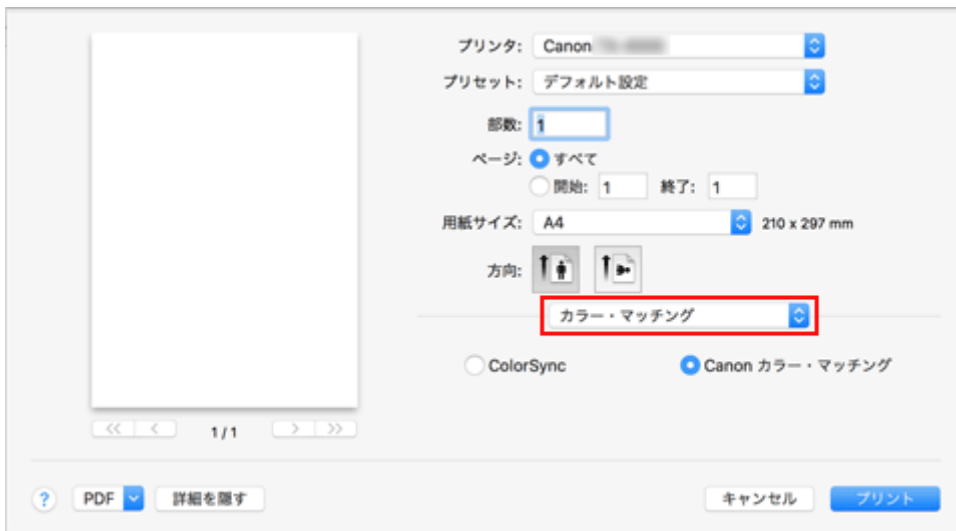 プリンタ: Canon
プリセット: デフォルト設定
部数: 1
ページ: すべて
開始: 1 終了: 1
用紙サイズ: A4 210 x 297 mm
方向:
カラー・マッチング
ColorSync Canon カラー・マッチング
<< < 1 / 1 > >>
? PDF 詳細を隠す キャンセル プリント